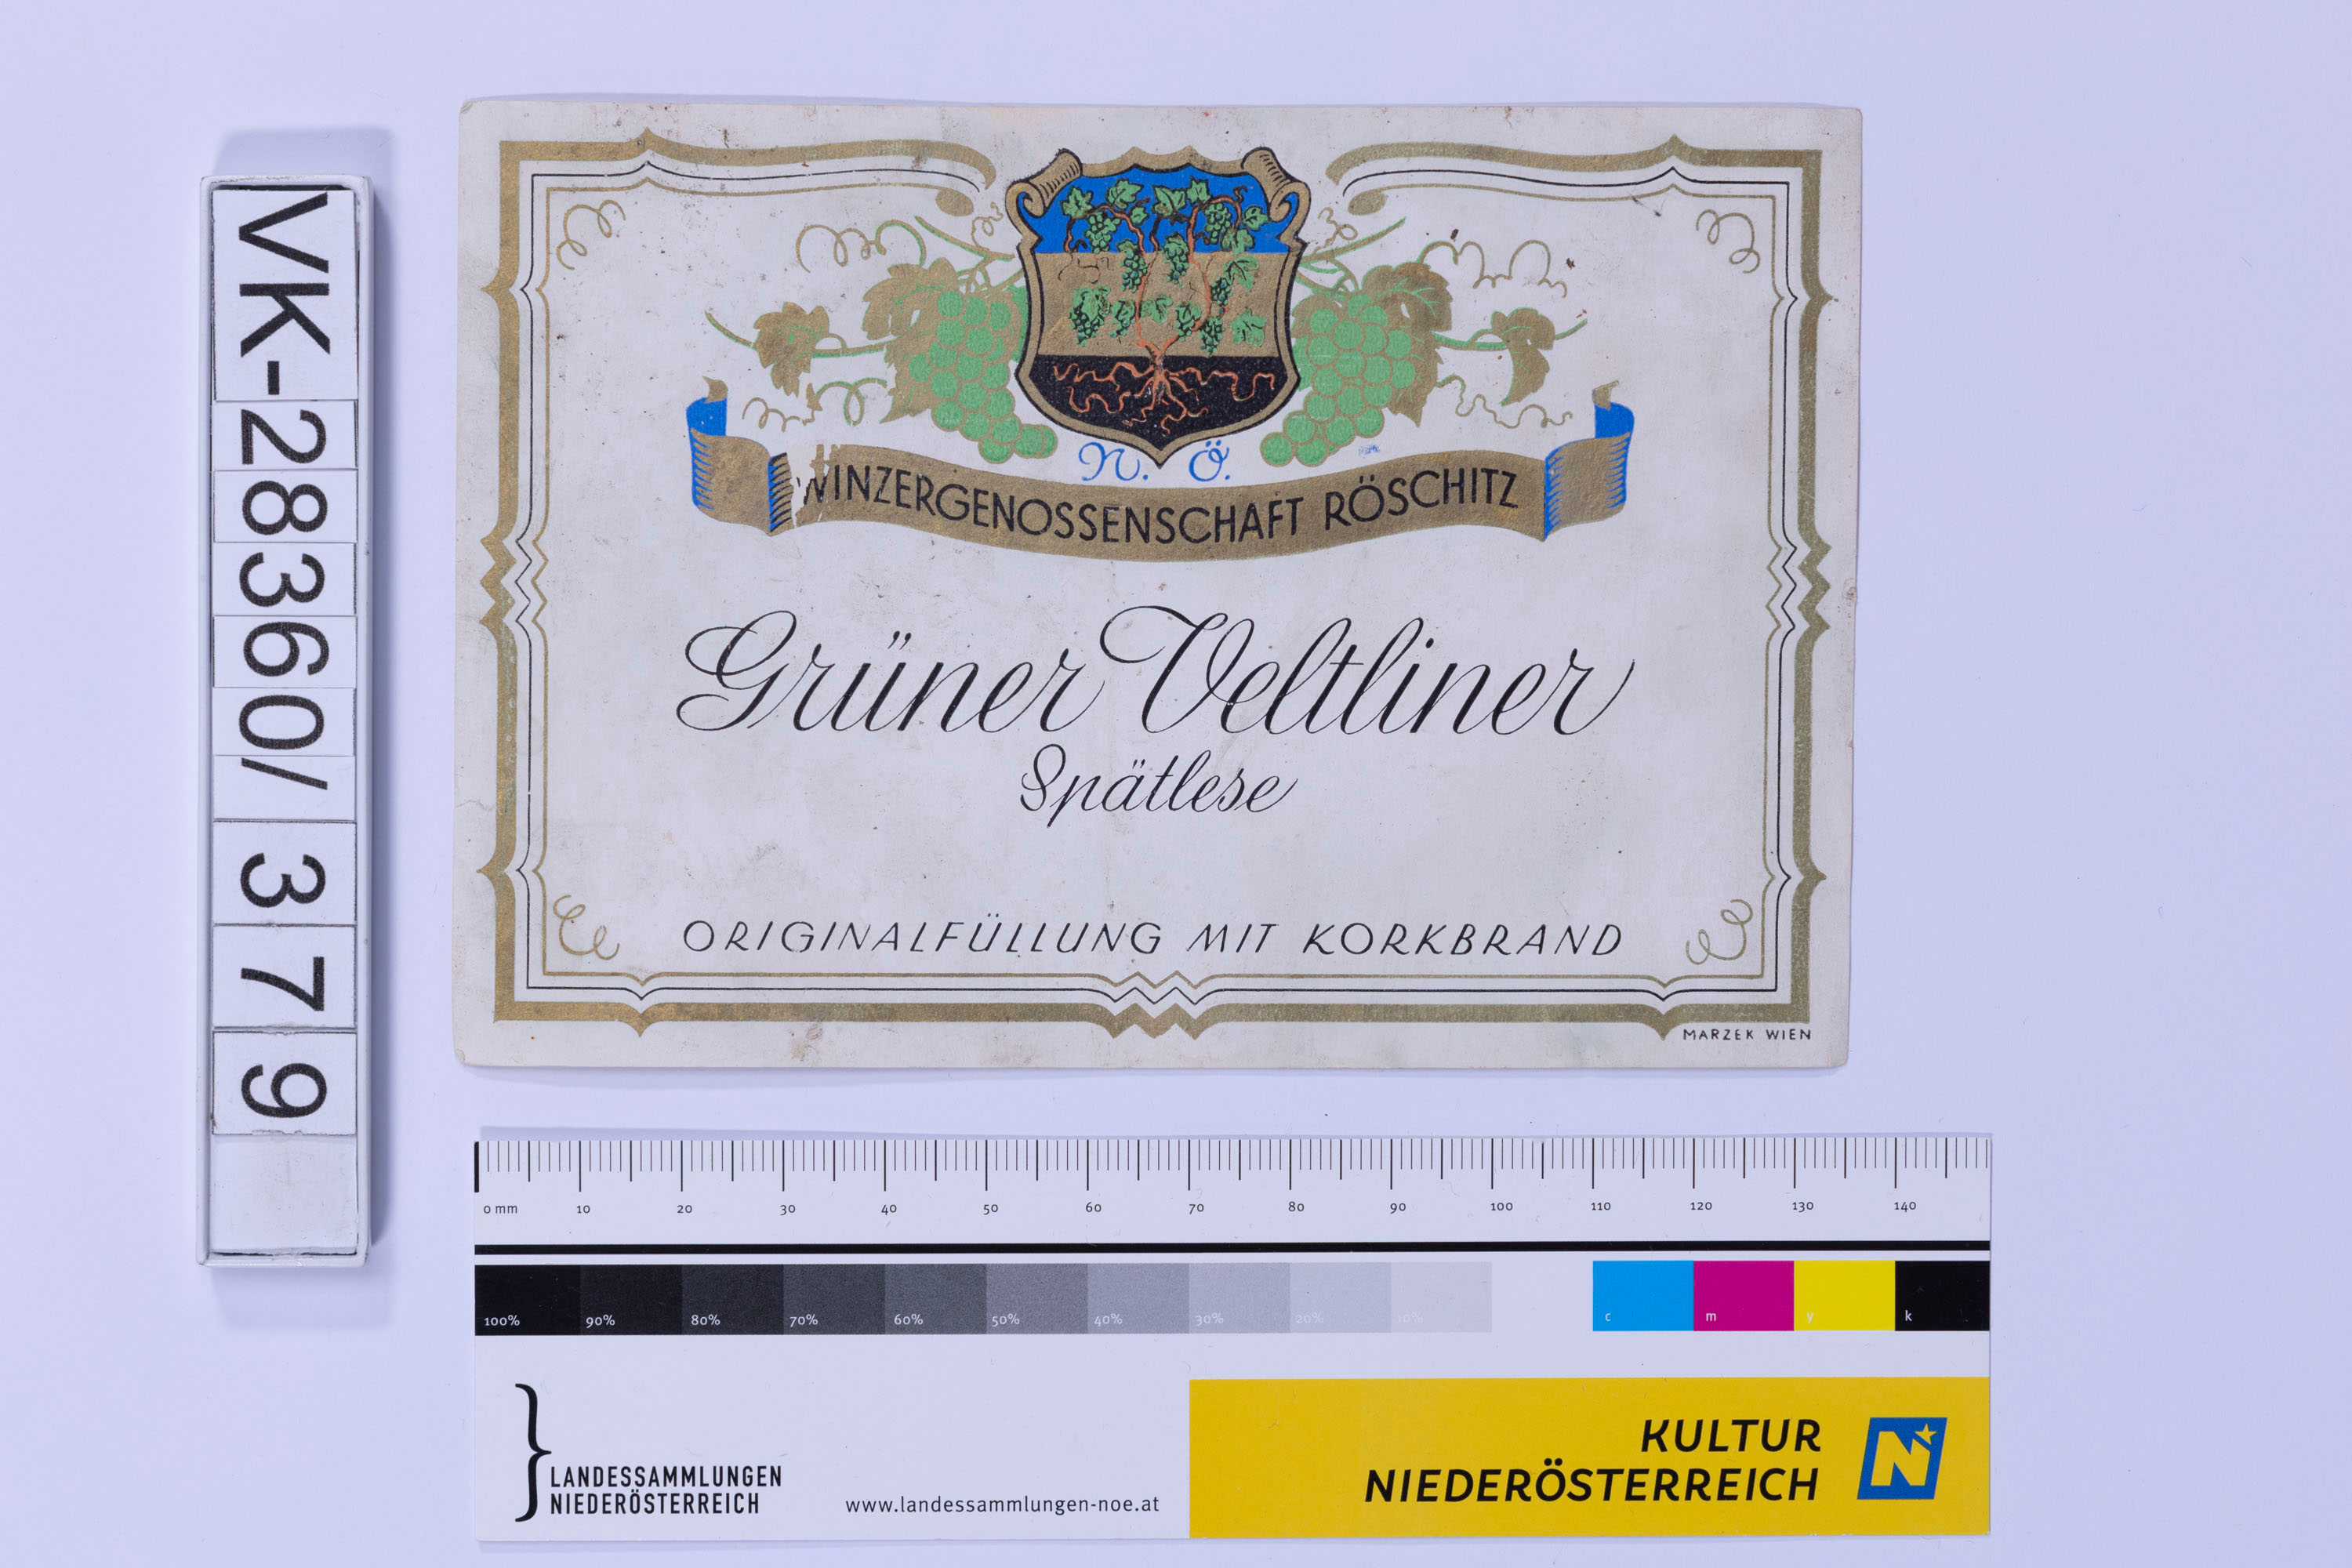 VK-28360/ 379
N. Ö.
WINZERGENOSSENSCHAFT RÖSCHITZ
Grüner Veltliner
Spätlese
ORIGINALFÜLLUNG MIT KORKBRAND
MARZEK WIEN
0 mm 10 20 30 40 50 60 70 80 90 100 110 120 130 140
100% 90% 80% 70% 60% 50% 40% 30% 20% 10% c m y k
LANDESSAMMLUNGEN
NIEDERÖSTERREICH
www.landessammlungen-noe.at
KULTUR
NIEDERÖSTERREICH
N